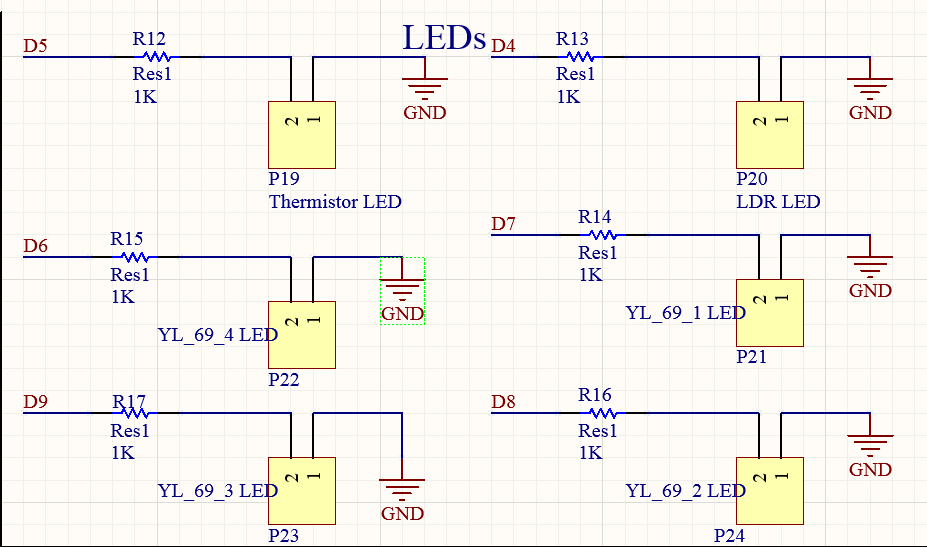 LEDs
D5
R12
Res1
1K
2 1
GND
P19
Thermistor LED
D4
R13
Res1
1K
2 1
GND
P20
LDR LED
D6
R15
Res1
1K
2 1
GND
YL_69_4 LED
P22
D7
R14
Res1
1K
2 1
GND
YL_69_1 LED
P21
D9
R17
Res1
1K
2 1
GND
YL_69_3 LED
P23
D8
R16
Res1
1K
2 1
GND
YL_69_2 LED
P24